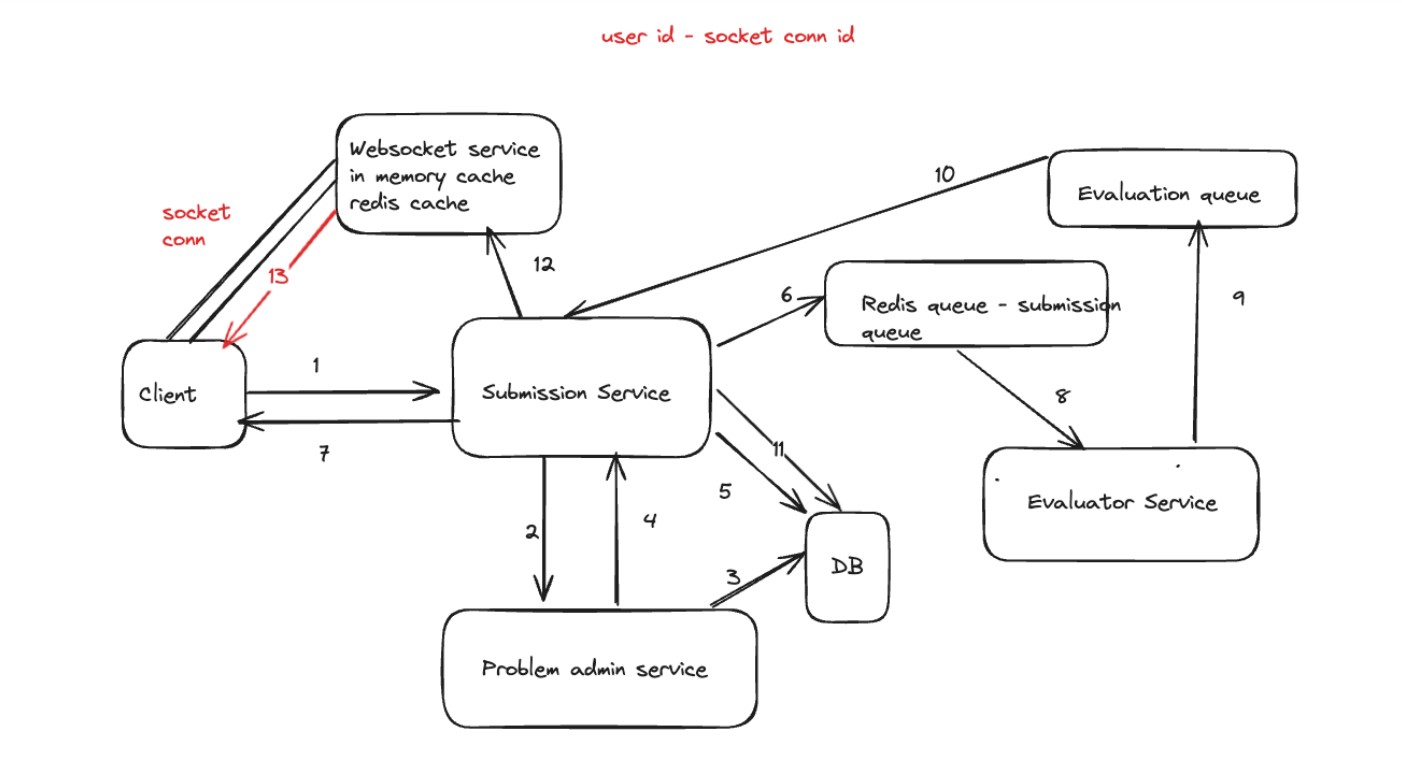 user id - socket conn id
Websocket service
in memory cache
redis cache
socket
conn
13
12
10
Evaluation queue
6
Redis queue - submission
queue
9
Client
1
7
Submission Service
8
11
5
2
4
3
DB
Evaluator Service
Problem admin service